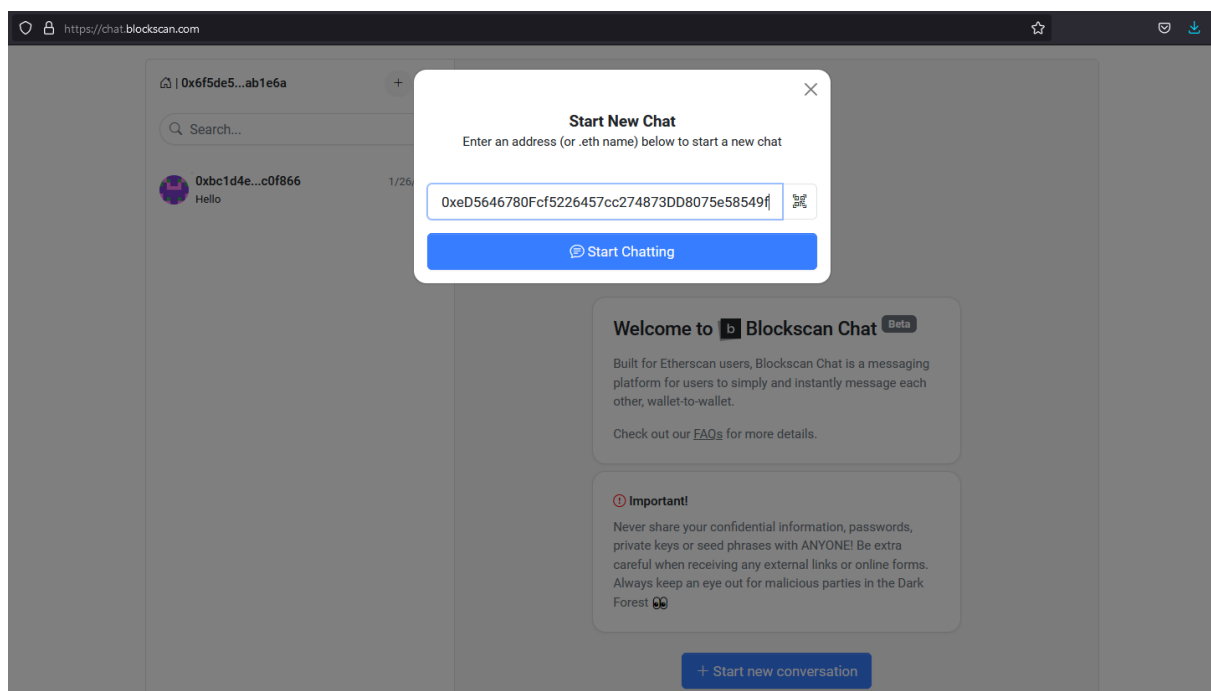 https://chat.blockscan.com
| 0x6f5de5...ab1e6a
+
Search...
0xbc1d4e...c0f866
1/26/
Hello
Start New Chat
Enter an address (or .eth name) below to start a new chat
0xeD5646780Fcf5226457cc274873DD8075e58549f
Start Chatting
Welcome to b Blockscan Chat Beta
Built for Etherscan users, Blockscan Chat is a messaging
platform for users to simply and instantly message each
other, wallet-to-wallet.
Check out our FAQs for more details.
Important!
Never share your confidential information, passwords,
private keys or seed phrases with ANYONE! Be extra
careful when receiving any external links or online forms.
Always keep an eye out for malicious parties in the Dark
Forest 👀
+ Start new conversation